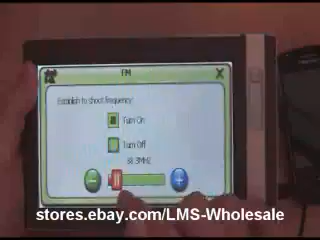 FM
X
Establish to shoot frequency:
Turn On
Turn Off
88.3MHz
stores.ebay.com/LMS-Wholesale